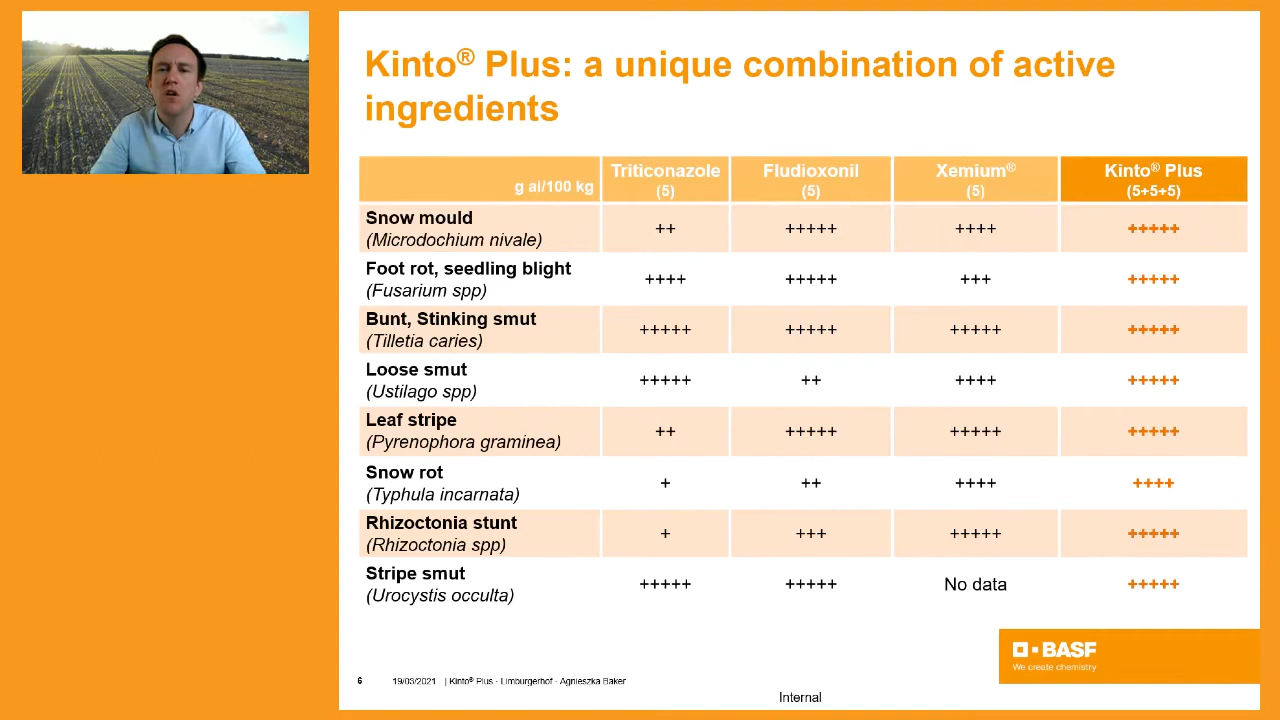 Kinto® Plus: a unique combination of active
ingredients
g ai/100 kg
Triticonazole
(5)
Fludioxonil
(5)
Xemium®
(5)
Kinto® Plus
(5+5+5)
Snow mould
(Microdochium nivale)
++
+++++
++++
+++++
Foot rot, seedling blight
(Fusarium spp)
++++
+++++
+++
+++++
Bunt, Stinking smut
(Tilletia caries)
+++++
+++++
+++++
+++++
Loose smut
(Ustilago spp)
+++++
++
++++
+++++
Leaf stripe
(Pyrenophora graminea)
++
+++++
+++++
+++++
Snow rot
(Typhula incarnata)
+
++
++++
++++
Rhizoctonia stunt
(Rhizoctonia spp)
+
+++
+++++
+++++
Stripe smut
(Urocystis occulta)
+++++
+++++
No data
+++++
BASF
We create chemistry
6 19/03/2021 | Kinto® Plus - Limburgerhof - Agnieszka Baker
Internal